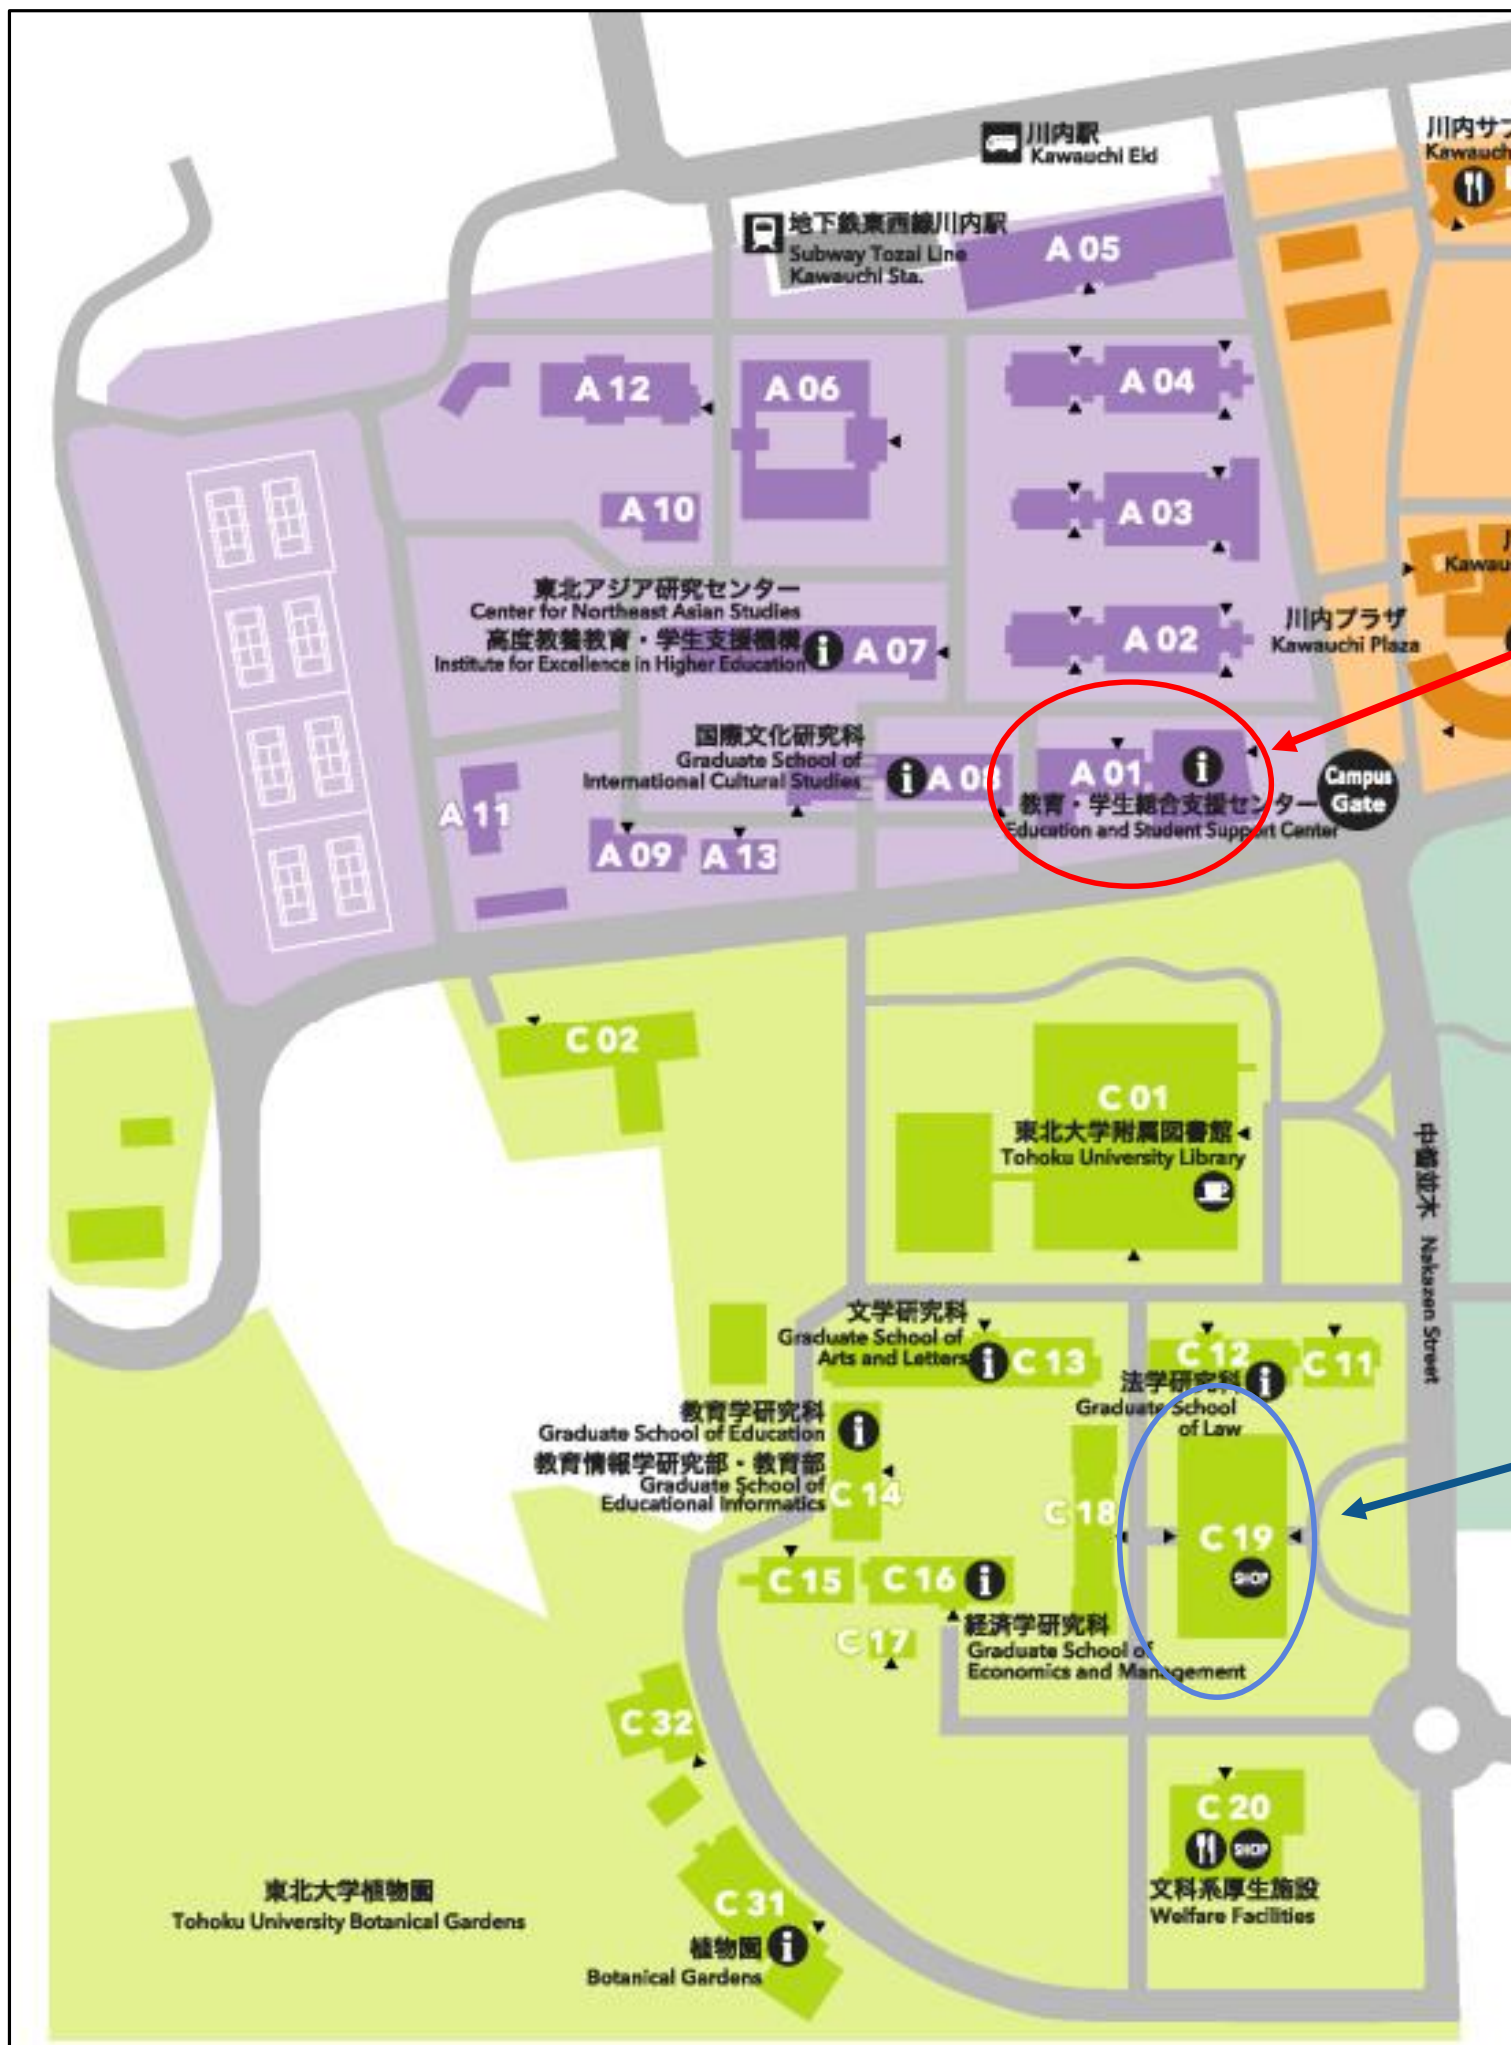 川内駅
Kawauchi Eki
川内サブ
Kawauch
地下鉄東西線川内駅
Subway Tozai Line
Kawauchi Sta.
A 05
A 12
A 06
A 04
A 10
A 03
東北アジア研究センター
Center for Northeast Asian Studies
高度教養教育・学生支援機構
Institute for Excellence in Higher Education
i
A 07
A 02
川内プラザ
Kawauchi Plaza
Kawau
国際文化研究科
Graduate School of
International Cultural Studies
i
A 08
A 01
i
教育・学生総合支援センター
Education and Student Support Center
Campus
Gate
A 11
A 09
A 13
C 02
C 01
東北大学附属図書館
Tohoku University Library
中善並木 Nakazen Street
文学研究科
Graduate School of
Arts and Letters
i
C 13
C 12
i
C 11
法学研究科
Graduate School
of Law
教育学研究科
Graduate School of Education
i
教育情報学研究部・教育部
Graduate School of
Educational Informatics
C 14
C 18
C 19
SHOP
C 15
C 16
i
C 17
経済学研究科
Graduate School of
Economics and Management
C 32
C 20
SHOP
文科系厚生施設
Welfare Facilities
東北大学植物園
Tohoku University Botanical Gardens
C 31
植物園
i
Botanical Gardens